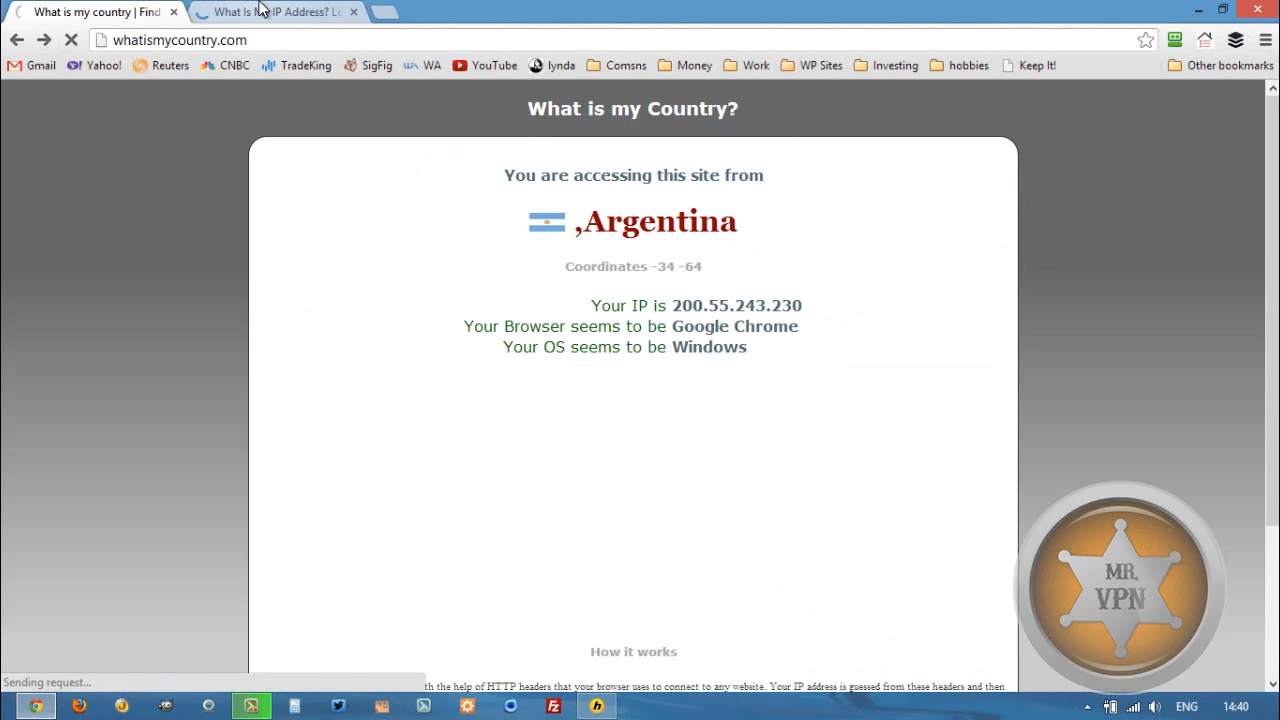 What is my country | Find
What Is IP Address? Lo
whatismycountry.com
Gmail
Yahoo!
Reuters
CNBC
TradeKing
SigFig
WA
YouTube
lynda
Comsns
Money
Work
WP Sites
Investing
hobbies
Keep It!
Other bookmarks
What is my Country?
You are accessing this site from
,Argentina
Coordinates -34 -64
Your IP is 200.55.243.230
Your Browser seems to be Google Chrome
Your OS seems to be Windows
MR.
VPN
How it works
th the help of HTTP headers that your browser uses to connect to any website. Your IP address is guessed from these headers and then
Sending request...
ENG
14:40